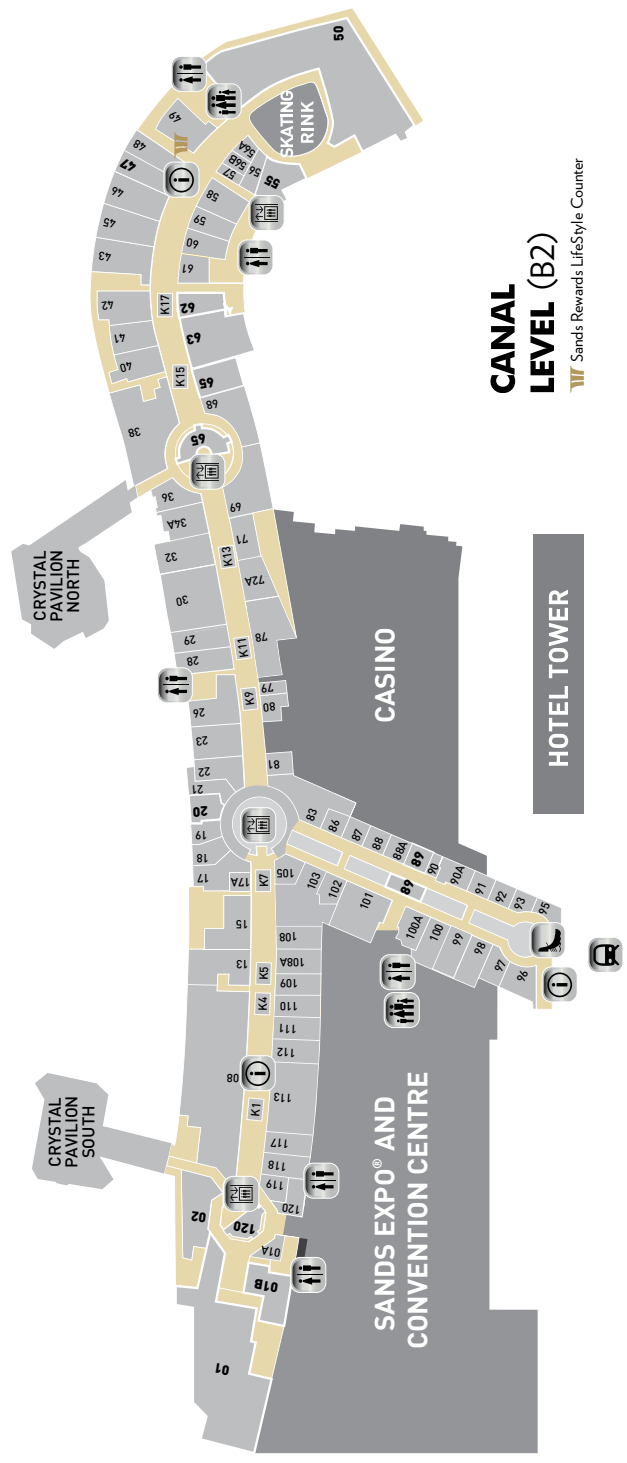 50
SKATING
RINK
49
48
47
46
45
43
42
41
40
38
36
34A
32
30
29
28
26
23
22
21
20
19
18
17
17A
15
13
08
02
01
01A
01B
56A
56B
56
57
55
58
59
60
61
62
63
65
68
65
69
71
72A
78
79
80
81
83
86
87
88
88A
89
90
90A
91
92
93
95
89
96
97
98
99
100
100A
101
102
103
105
108
108A
109
110
111
112
113
117
118
119
120
120
K17
K15
K13
K11
K9
K7
K5
K4
K1
CRYSTAL
PAVILION
NORTH
CRYSTAL
PAVILION
SOUTH
CASINO
HOTEL TOWER
SANDS EXPO® AND
CONVENTION CENTRE
CANAL
LEVEL (B2)
Sands Rewards LifeStyle Counter